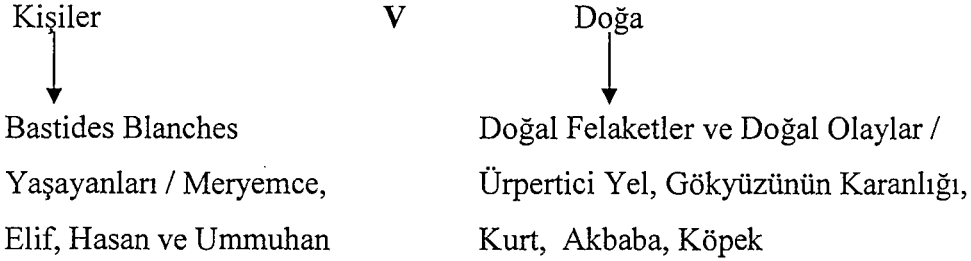 Kişiler V Doğa
Bastides Blanches Doğal Felaketler ve Doğal Olaylar /
Yaşayanları / Meryemce, Ürpertici Yel, Gökyüzünün Karanlığı,
Elif, Hasan ve Ummuhan Kurt, Akbaba, Köpek